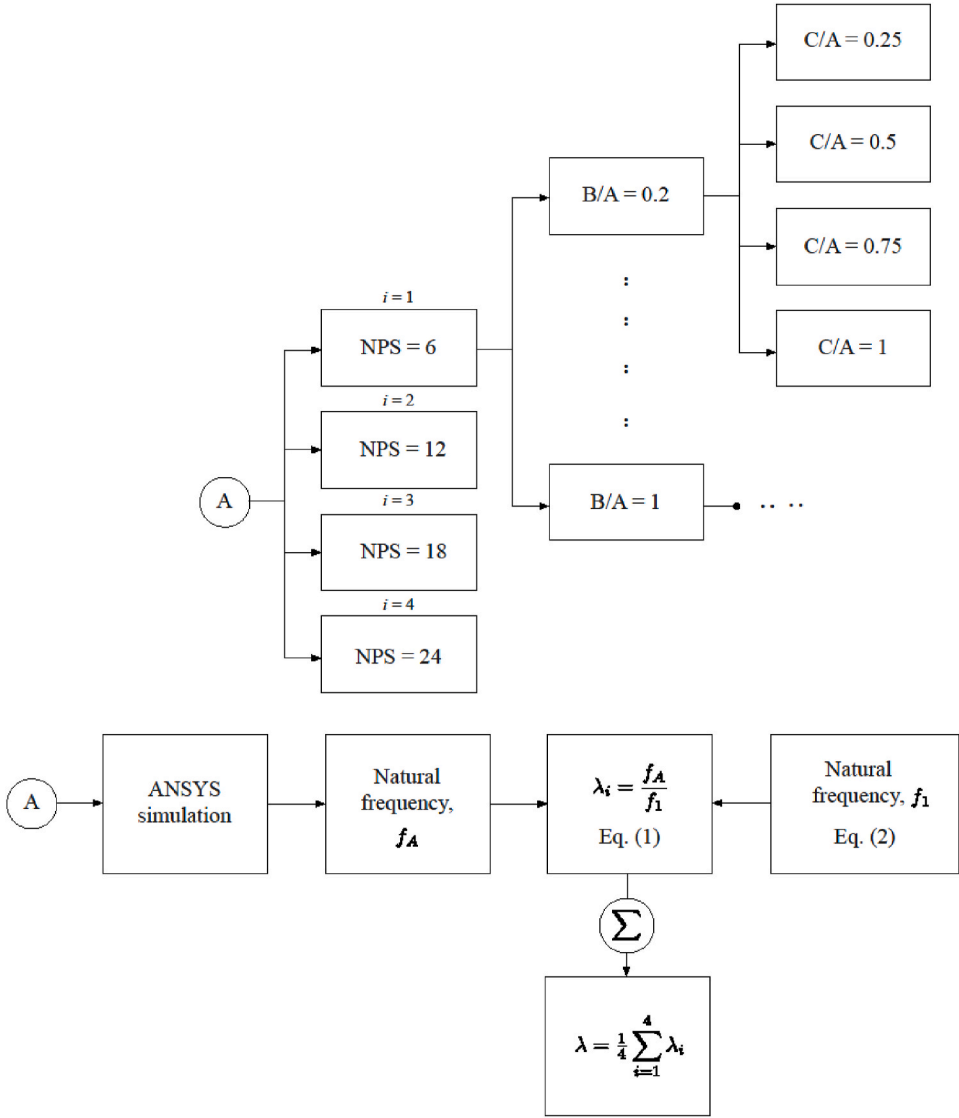 C/A = 0.25
C/A = 0.5
B/A = 0.2
C/A = 0.75
i = 1
NPS = 6
C/A = 1
i = 2
NPS = 12
A
i = 3
B/A = 1
NPS = 18
i = 4
NPS = 24
A
ANSYS
simulation
Natural
frequency,
f_A
λ_i = f_A / f_1
Eq. (1)
Natural
frequency, f_1
Eq. (2)
∑
λ = 1/4 ∑_{i=1}^{4} λ_i